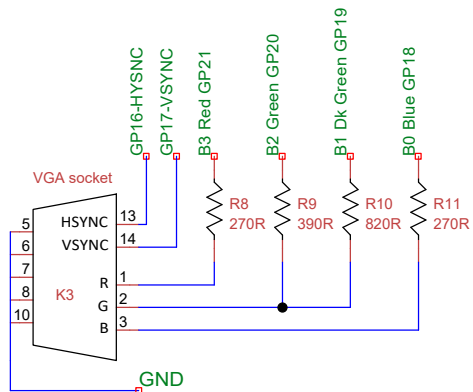 GP16-HYSNC
GP17-VSYNC
B3 Red GP21
B2 Green GP20
B1 Dk Green GP19
B0 Blue GP18
VGA socket
R8
270R
R9
390R
R10
820R
R11
270R
5
6
7
8
10
HSYNC
13
VSYNC
14
K3
R
1
G
2
B
3
GND